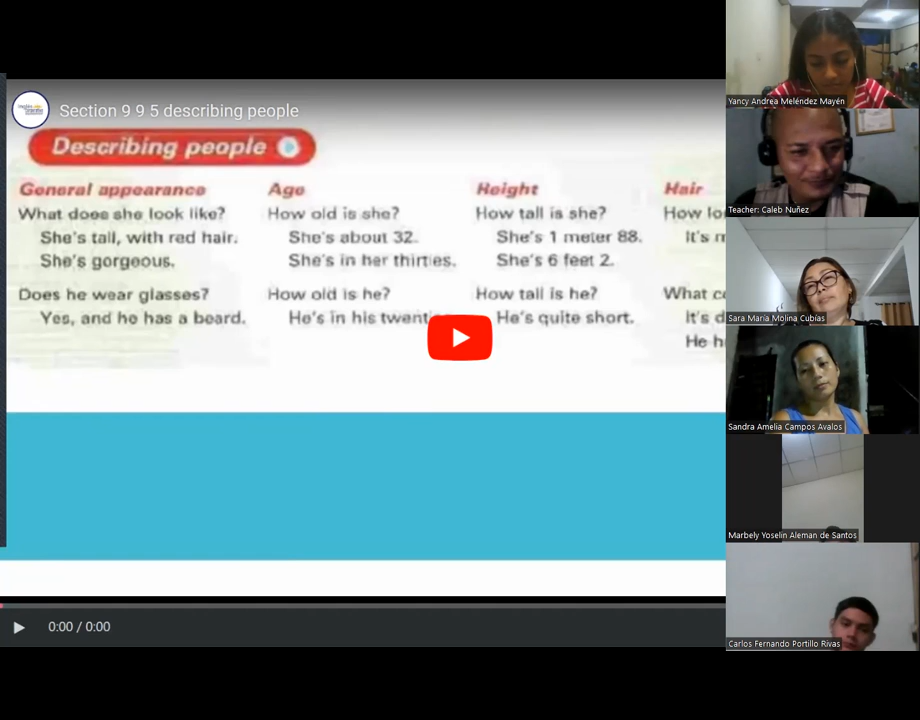 Section 9 9 5 describing people
Describing people
General appearance
What does she look like?
She's tall, with red hair.
She's gorgeous.
Does he wear glasses?
Yes, and he has a beard.
Age
How old is she?
She's about 32.
She's in her thirties.
How old is he?
He's in his
Height
How tall is she?
She's 1 meter 88.
She's 6 feet 2.
How tall is he?
He's quite short.
Hair
How
It's
What
It's
He
0:00 / 0:00
Yancy Andrea Meléndez Mayén
Teacher: Caleb Nuñez
Sara María Molina Cubías
Sandra Amelia Campos Avalos
Marbely Yoselin Aleman de Santos
Carlos Fernando Portillo Rivas